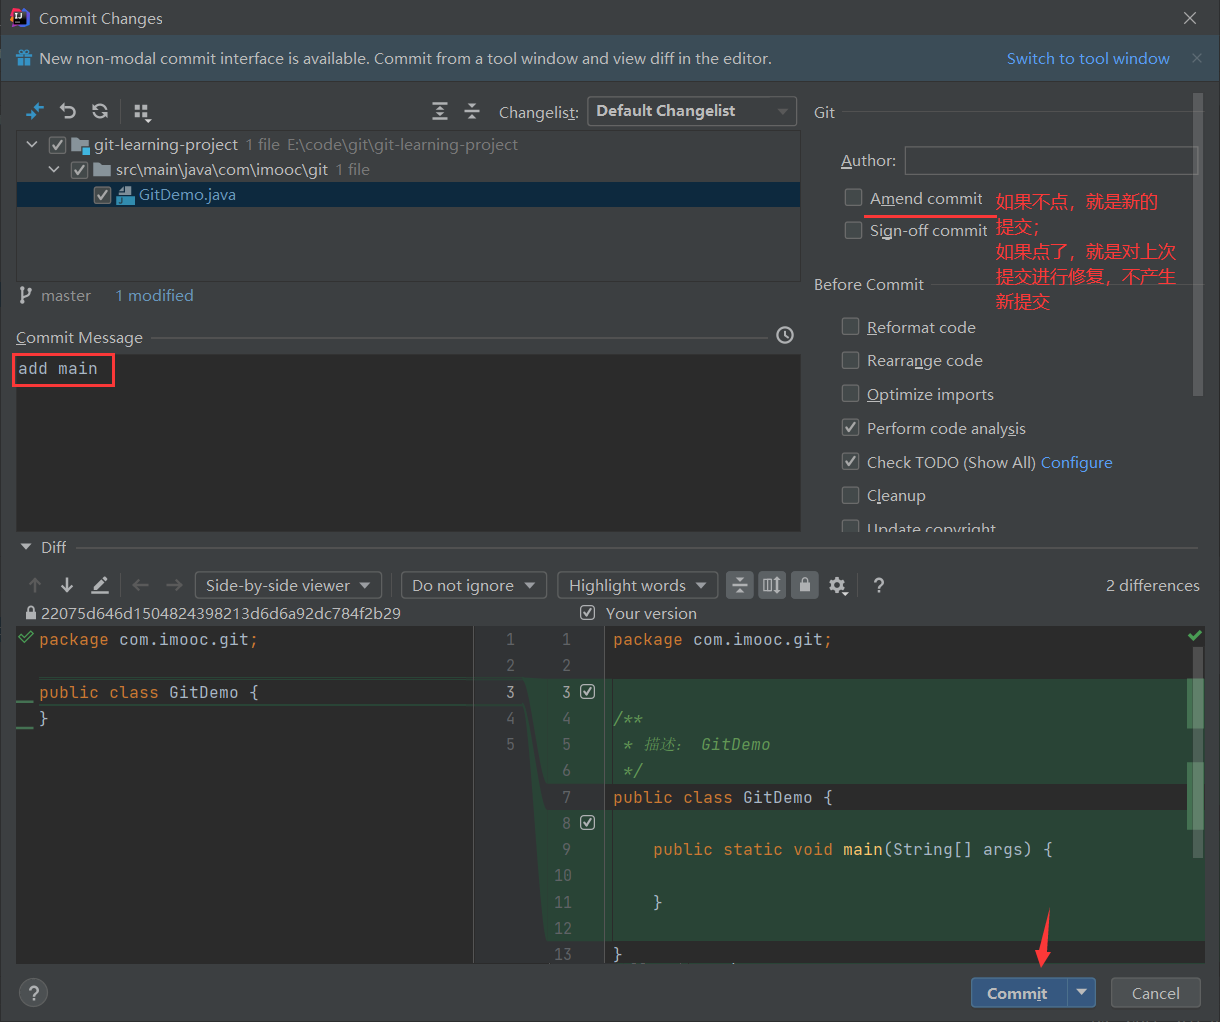 Commit Changes
New non-modal commit interface is available. Commit from a tool window and view diff in the editor.
Switch to tool window
Changelist: Default Changelist
git-learning-project 1 file E:\code\git\git-learning-project
src\main\java\com\imooc\git 1 file
GitDemo.java
master 1 modified
Commit Message
add main
Git
Author:
Amend commit
Sign-off commit
如果不点，就是新的
提交；
如果点了，就是对上次
提交进行修复，不产生
新提交
Before Commit
Reformat code
Rearrange code
Optimize imports
Perform code analysis
Check TODO (Show All) Configure
Cleanup
Update copyright
Diff
Side-by-side viewer Do not ignore Highlight words ? 2 differences
22075d646d1504824398213d6d6a92dc784f2b29
Your version
package com.imooc.git; 1
2
public class GitDemo { 3
} 4
5
1 package com.imooc.git;
2
3
4 /**
5 * 描述： GitDemo
6 */
7 public class GitDemo {
8
9 public static void main(String[] args) {
10
11 }
12
13 }
?
Commit
Cancel